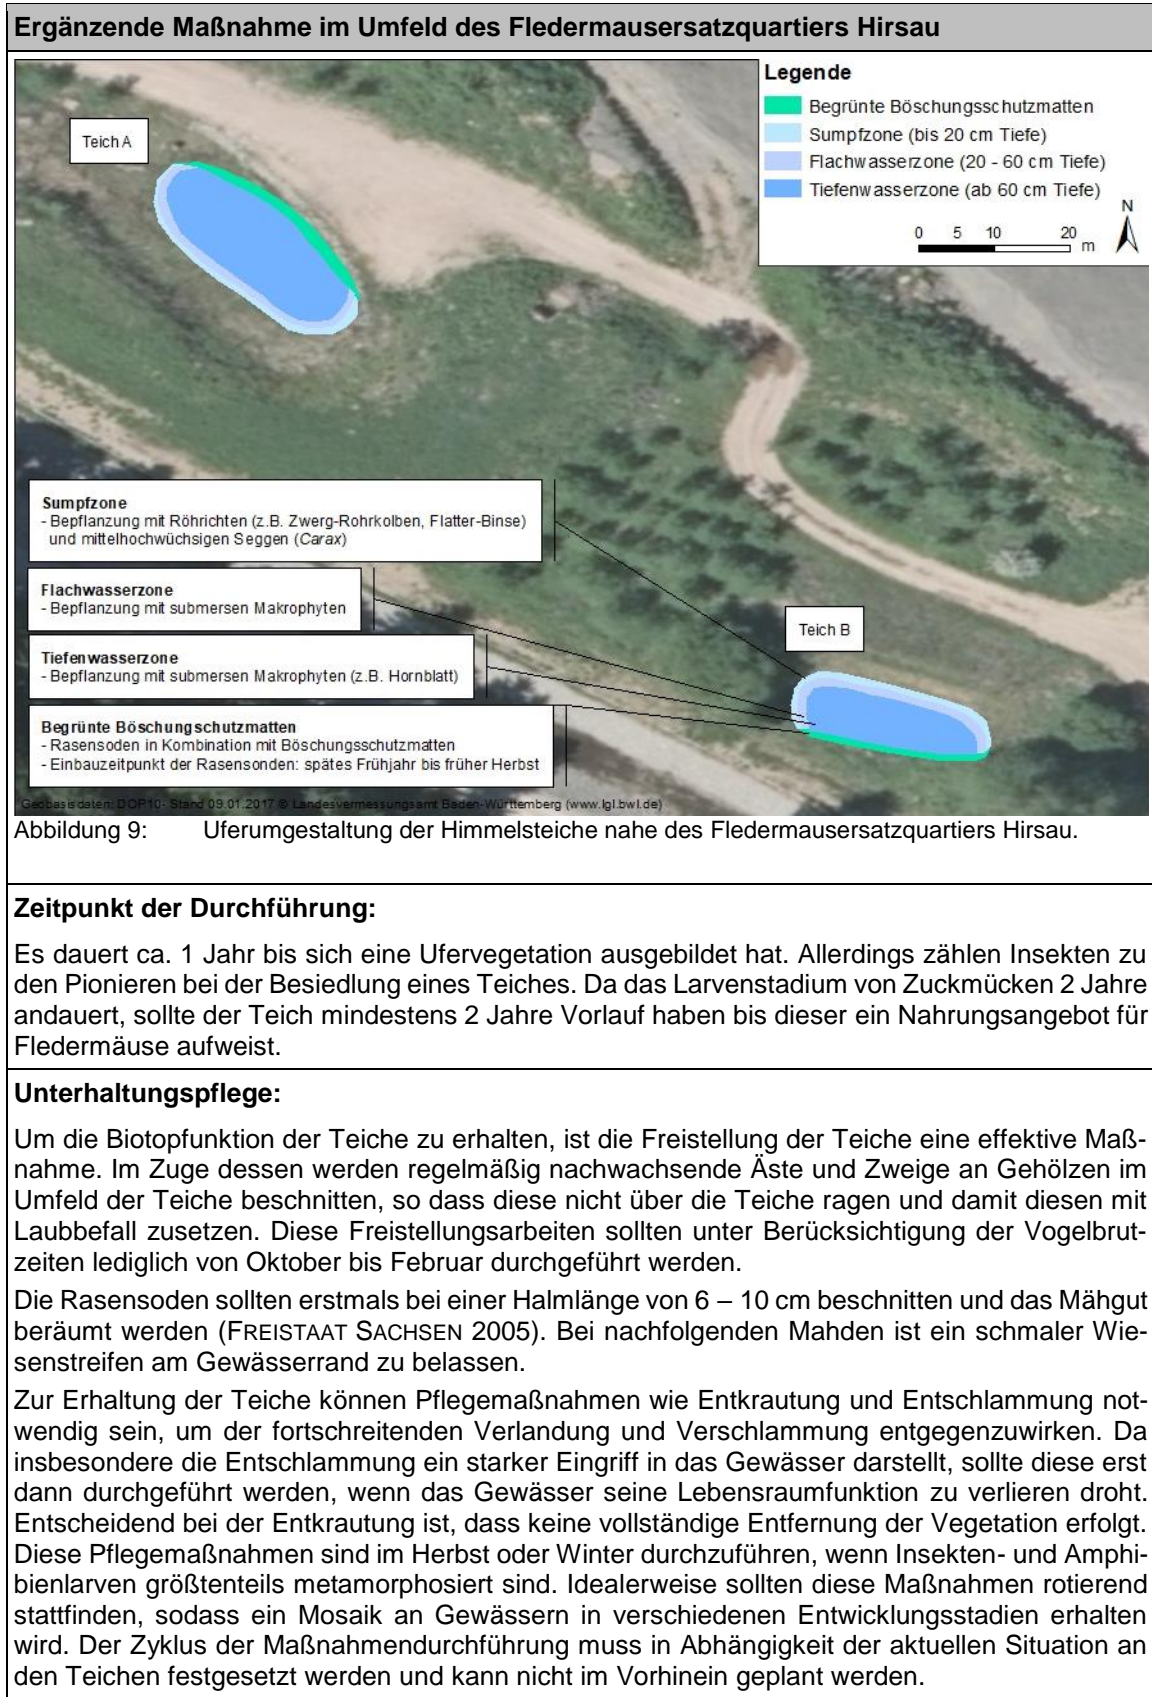 Ergänzende Maßnahme im Umfeld des Fledermausersatzquartiers Hirsau
Legende
Begrünte Böschungsschutzmatten
Sumpfzone (bis 20 cm Tiefe)
Flachwasserzone (20 - 60 cm Tiefe)
Tiefenwasserzone (ab 60 cm Tiefe)
N
0 5 10 20
m
Teich A
Sumpfzone
- Bepflanzung mit Röhrichten (z.B. Zwerg-Rohrkolben, Flatter-Binse)
und mittelhochwüchsigen Seggen (Carax)
Flachwasserzone
- Bepflanzung mit submersen Makrophyten
Teich B
Tiefenwasserzone
- Bepflanzung mit submersen Makrophyten (z.B. Hornblatt)
Begrünte Böschungschutzmatten
- Rasensoden in Kombination mit Böschungsschutzmatten
- Einbauzeitpunkt der Rasensonden: spätes Frühjahr bis früher Herbst
Geobasisdaten: DOP10- Stand 09.01.2017 © Landesvermessungsamt Baden-Württemberg (www.lgl.bwl.de)
Abbildung 9: Uferumgestaltung der Himmelsteiche nahe des Fledermausersatzquartiers Hirsau.
Zeitpunkt der Durchführung:
Es dauert ca. 1 Jahr bis sich eine Ufervegetation ausgebildet hat. Allerdings zählen Insekten zu
den Pionieren bei der Besiedlung eines Teiches. Da das Larvenstadium von Zuckmücken 2 Jahre
andauert, sollte der Teich mindestens 2 Jahre Vorlauf haben bis dieser ein Nahrungsangebot für
Fledermäuse aufweist.
Unterhaltungspflege:
Um die Biotopfunktion der Teiche zu erhalten, ist die Freistellung der Teiche eine effektive Maß-
nahme. Im Zuge dessen werden regelmäßig nachwachsende Äste und Zweige an Gehölzen im
Umfeld der Teiche beschnitten, so dass diese nicht über die Teiche ragen und damit diesen mit
Laubbefall zusetzen. Diese Freistellungsarbeiten sollten unter Berücksichtigung der Vogelbrut-
zeiten lediglich von Oktober bis Februar durchgeführt werden.
Die Rasensoden sollten erstmals bei einer Halmlänge von 6 – 10 cm beschnitten und das Mähgut
beräumt werden (FREISTAAT SACHSEN 2005). Bei nachfolgenden Mahden ist ein schmaler Wie-
senstreifen am Gewässerrand zu belassen.
Zur Erhaltung der Teiche können Pflegemaßnahmen wie Entkrautung und Entschlammung not-
wendig sein, um der fortschreitenden Verlandung und Verschlammung entgegenzuwirken. Da
insbesondere die Entschlammung ein starker Eingriff in das Gewässer darstellt, sollte diese erst
dann durchgeführt werden, wenn das Gewässer seine Lebensraumfunktion zu verlieren droht.
Entscheidend bei der Entkrautung ist, dass keine vollständige Entfernung der Vegetation erfolgt.
Diese Pflegemaßnahmen sind im Herbst oder Winter durchzuführen, wenn Insekten- und Amphi-
bienlarven größtenteils metamorphosiert sind. Idealerweise sollten diese Maßnahmen rotierend
stattfinden, sodass ein Mosaik an Gewässern in verschiedenen Entwicklungsstadien erhalten
wird. Der Zyklus der Maßnahmendurchführung muss in Abhängigkeit der aktuellen Situation an
den Teichen festgesetzt werden und kann nicht im Vorhinein geplant werden.